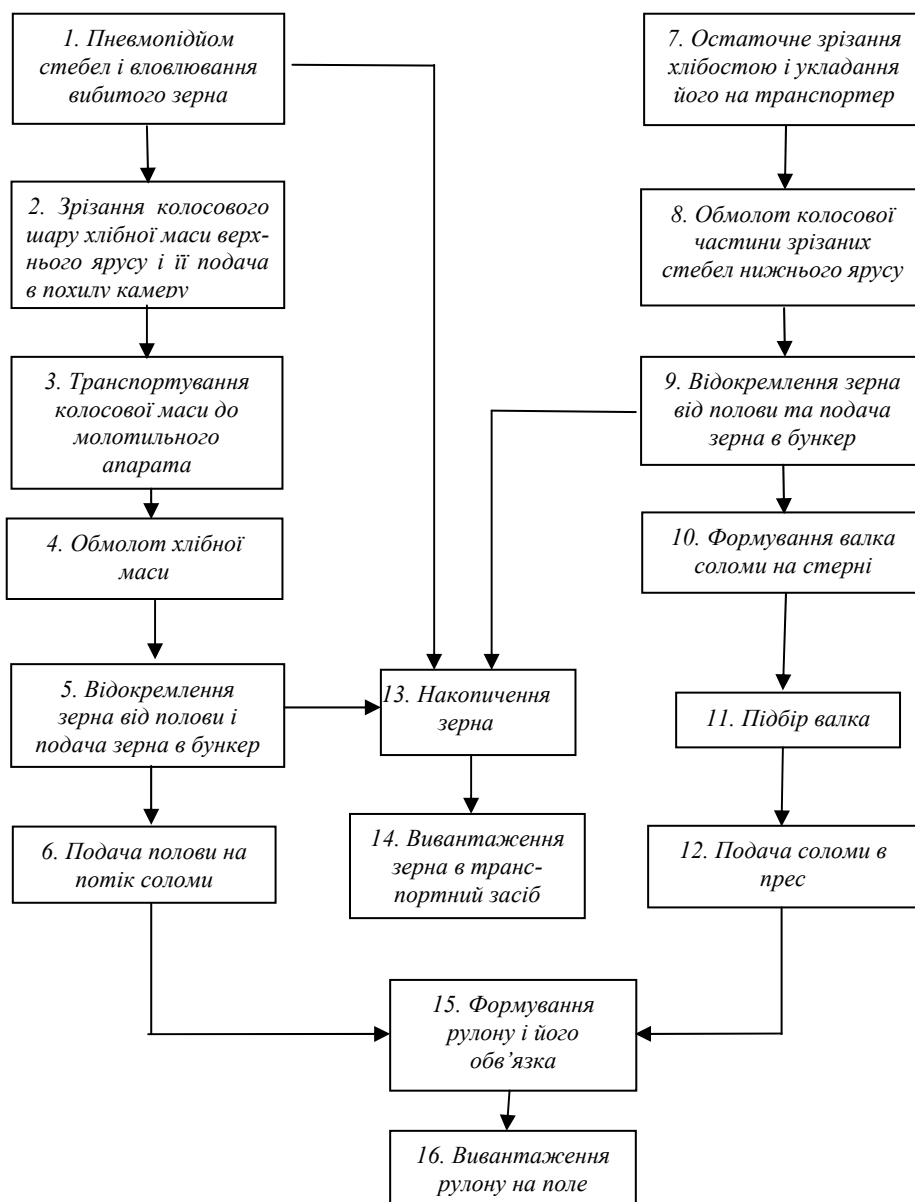 1. Пневмопідйом
стебел і вловлювання
вибитого зерна
2. Зрізання колосового
шару хлібної маси верх-
нього ярусу і її подача
в похилу камеру
3. Транспортування
колосової маси до
молотильного
апарата
4. Обмолот хлібної
маси
5. Відокремлення
зерна від полови і
подача зерна в бункер
6. Подача полови на
потік соломи
7. Остаточне зрізання
хлібостою і укладання
його на транспортер
8. Обмолот колосової
частини зрізаних
стебел нижнього ярусу
9. Відокремлення зерна
від полови та подача
зерна в бункер
10. Формування валка
соломи на стерні
11. Підбір валка
12. Подача соломи в
прес
13. Накопичення
зерна
14. Вивантаження
зерна в транс-
портний засіб
15. Формування
рулону і його
обв’язка
16. Вивантаження
рулону на поле